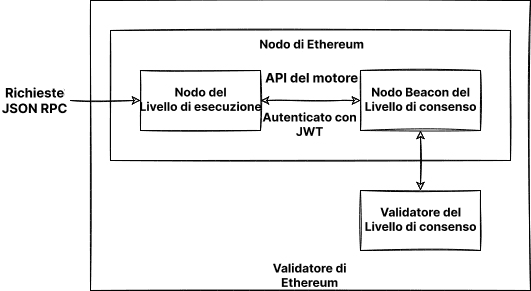 Nodo di Ethereum
Richieste
JSON RPC
Nodo del
Livello di esecuzione
API del motore
Autenticato con
JWT
Nodo Beacon del
Livello di consenso
Validatore del
Livello di consenso
Validatore di
Ethereum